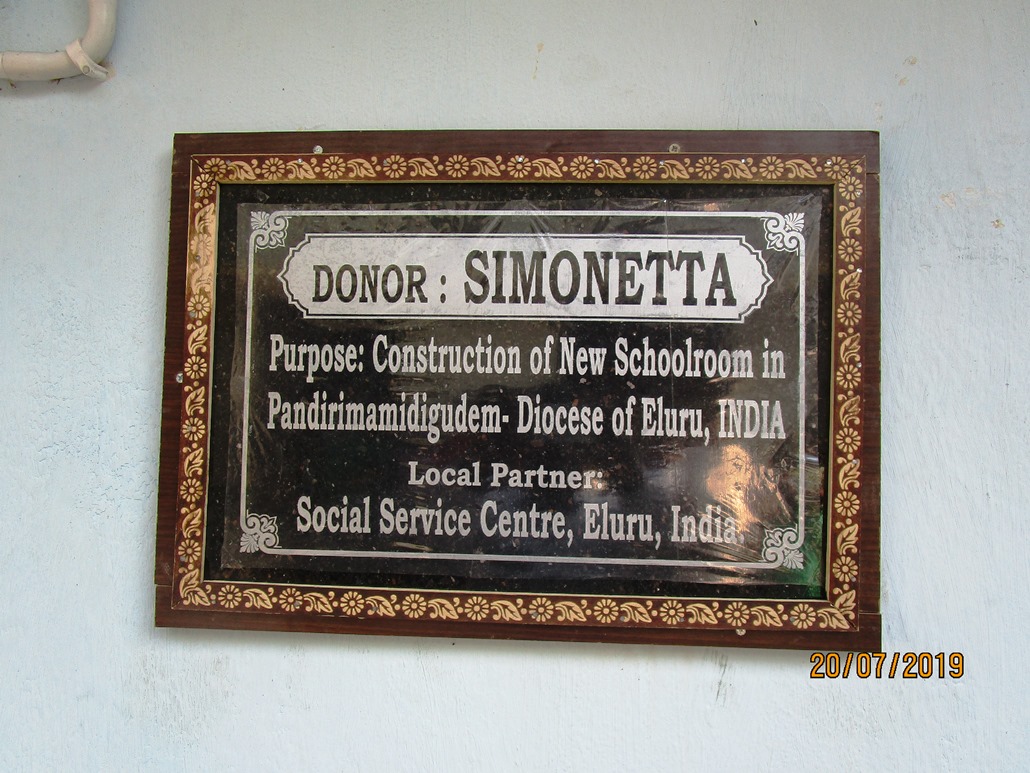 DONOR : SIMONETTA
Purpose: Construction of New Schoolroom in
Pandirimamidigudem- Diocese of Eluru, INDIA
Local Partner:
Social Service Centre, Eluru, India.
20/07/2019